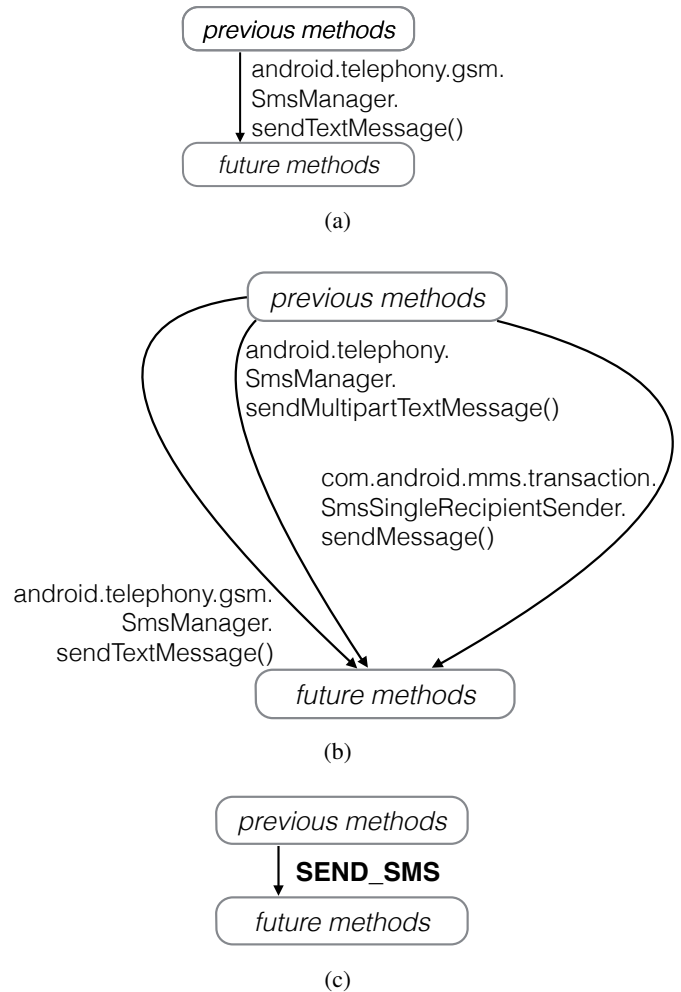 previous methods
android.telephony.gsm.
SmsManager.
sendTextMessage()
future methods
(a)
previous methods
android.telephony.
SmsManager.
sendMultipartTextMessage()
com.android.mms.transaction.
SmsSingleRecipientSender.
sendMessage()
android.telephony.gsm.
SmsManager.
sendTextMessage()
future methods
(b)
previous methods
SEND_SMS
future methods
(c)